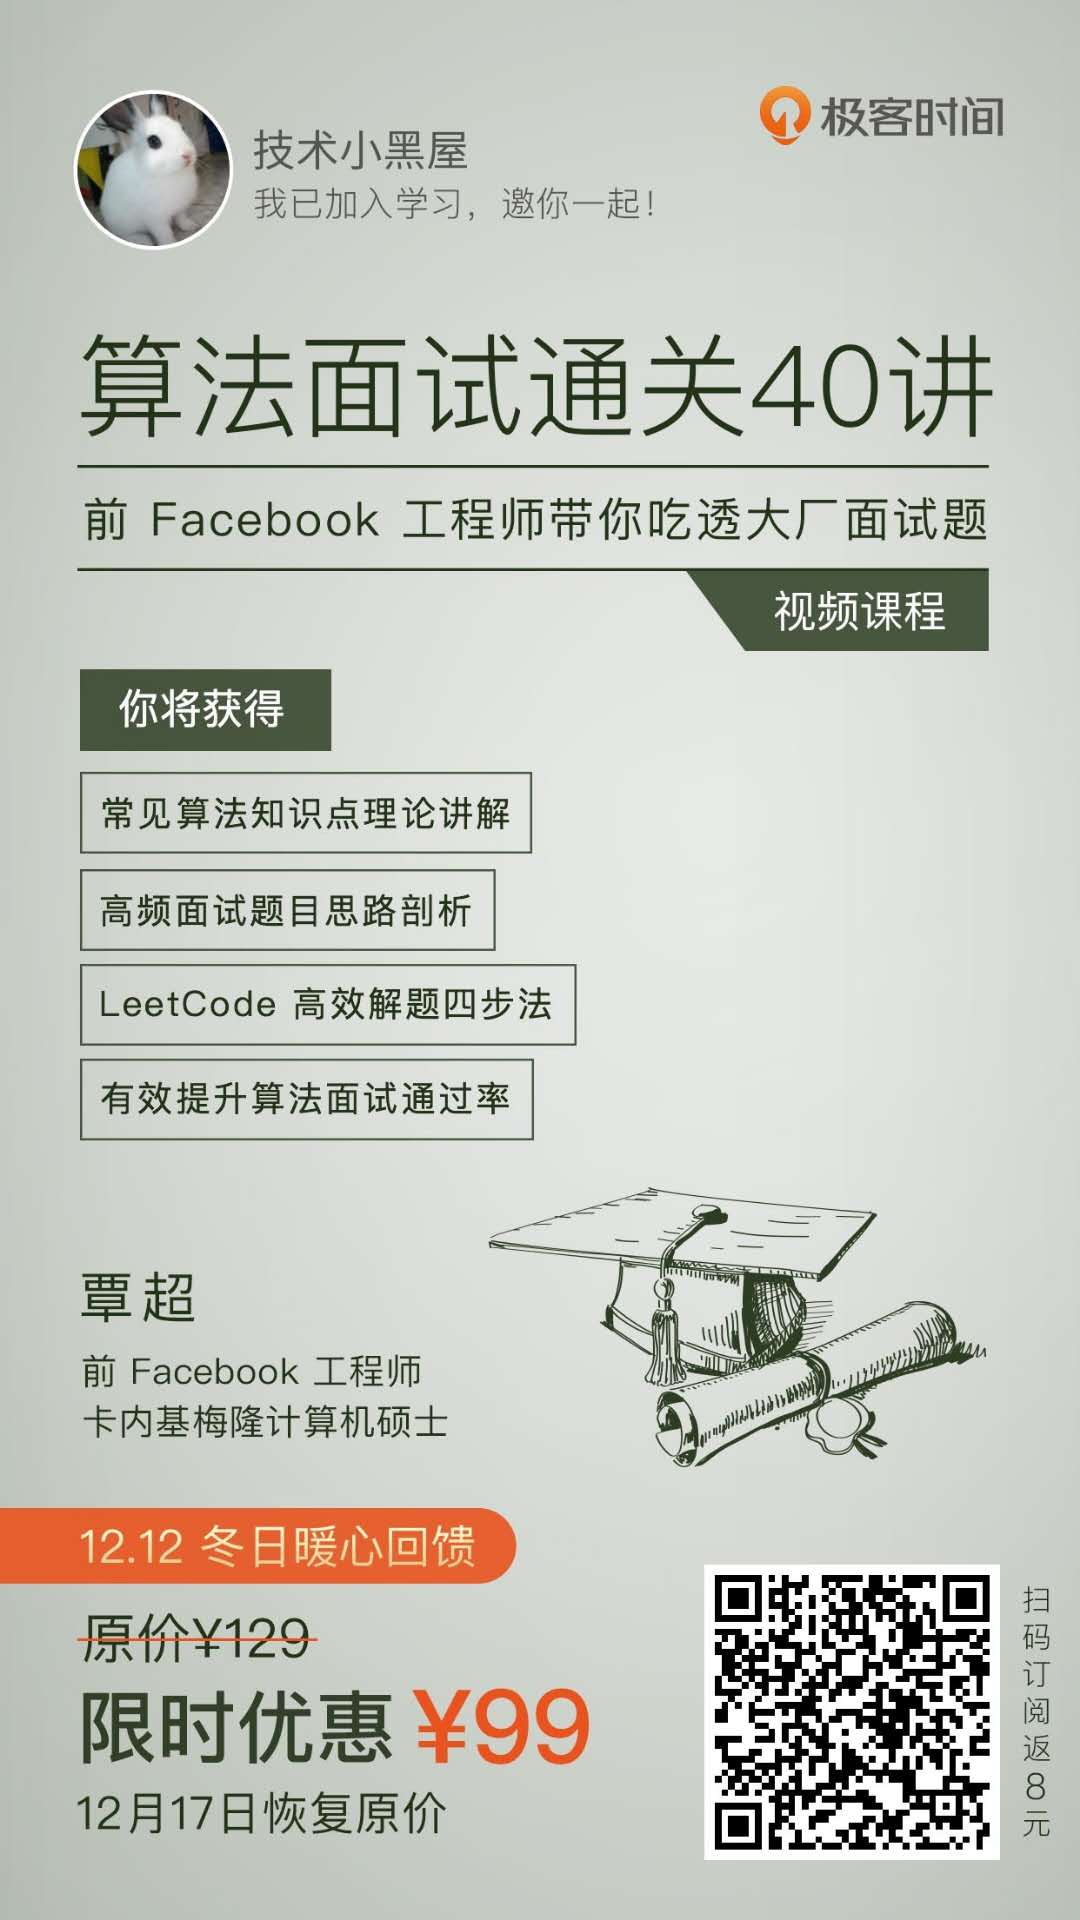 技术小黑屋
我已加入学习，邀你一起！
极客时间
算法面试通关40讲
前 Facebook 工程师带你吃透大厂面试题
视频课程
你将获得
常见算法知识点理论讲解
高频面试题目思路剖析
LeetCode 高效解题四步法
有效提升算法面试通过率
覃超
前 Facebook 工程师
卡内基梅隆计算机硕士
12.12 冬日暖心回馈
原价¥129
限时优惠 ¥99
12月17日恢复原价
扫码订阅返8元